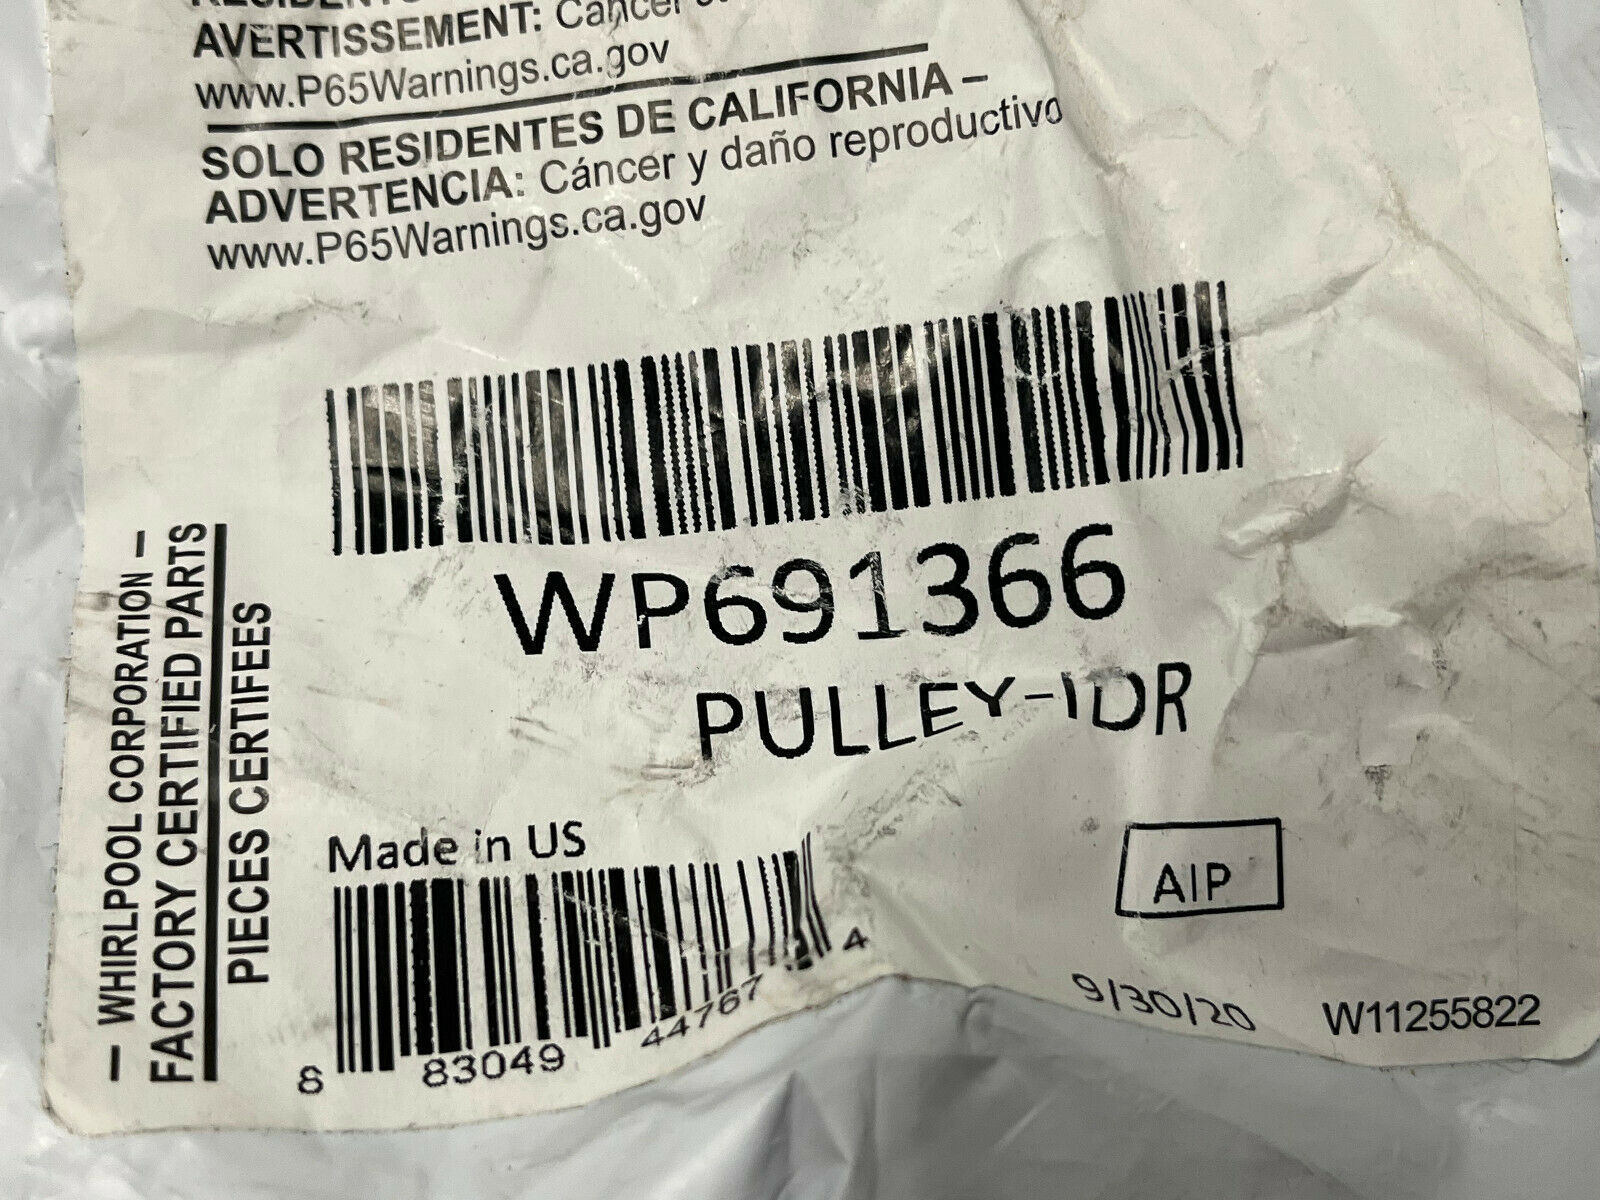 AVERTISSEMENT: Cancer
www.P65Warnings.ca.gov
SOLO RESIDENTES DE CALIFORNIA –
ADVERTENCIA: Cáncer y daño reproductivo
www.P65Warnings.ca.gov
WP691366
PULLEY-IDR
– WHIRLPOOL CORPORATION –
FACTORY CERTIFIED PARTS
PIECES CERTIFEES
Made in US
8 83049 44767 4
AIP
9/30/20
W11255822